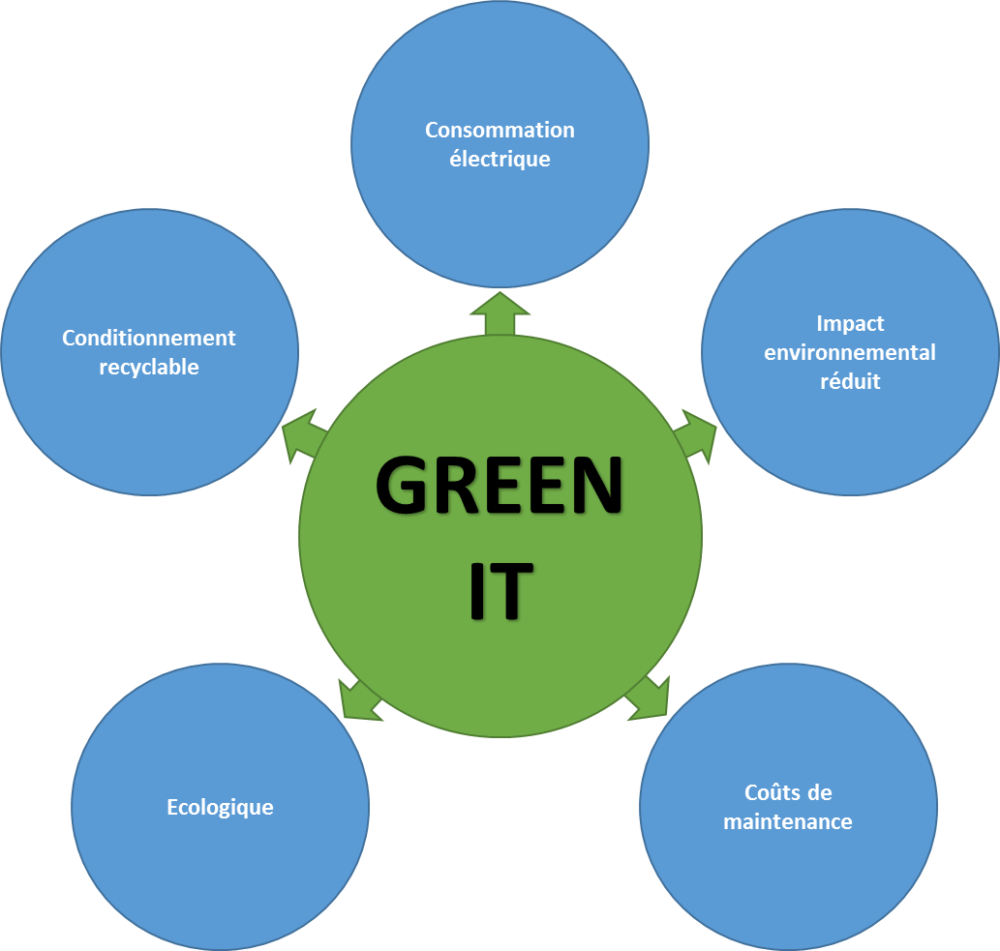 Consommation
électrique
Conditionnement
recyclable
Impact
environnemental
réduit
GREEN
IT
Ecologique
Coûts de
maintenance